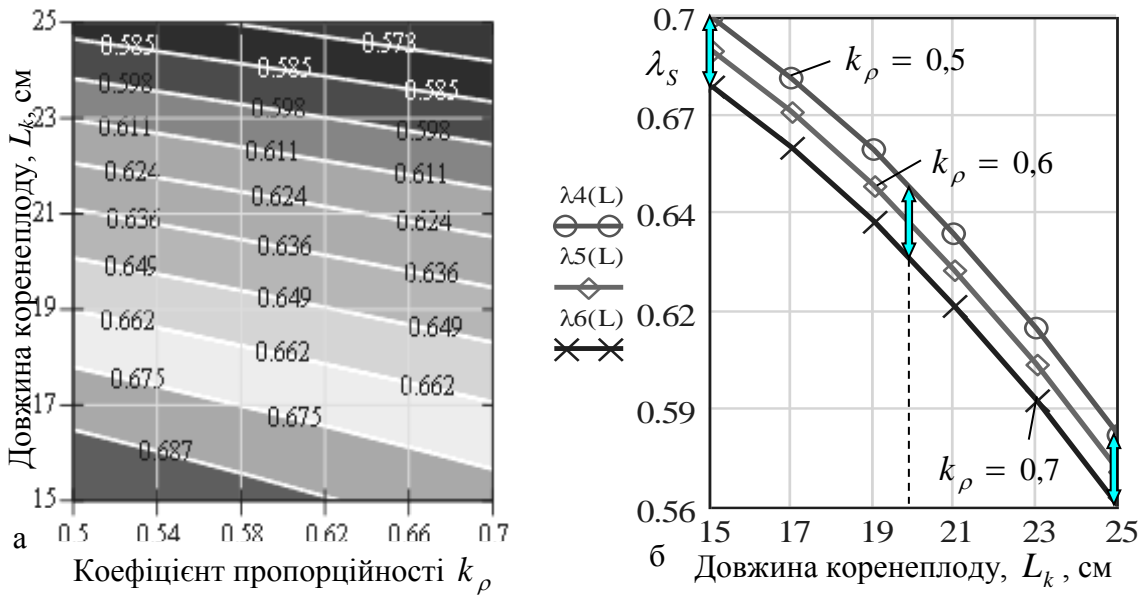 25
23
21
19
17
15
Довжина коренеплоду, L_k, см
0.578
0.585
0.585
0.585
0.598
0.598
0.598
0.611
0.611
0.611
0.624
0.624
0.624
0.636
0.636
0.636
0.649
0.649
0.649
0.662
0.662
0.662
0.675
0.675
0.687
0.5 0.54 0.58 0.62 0.66 0.7
а
Коефіцієнт пропорційності k_ρ
λ4(L)
λ5(L)
λ6(L)
0.7
λ_S
0.67
0.64
0.62
0.59
0.56
k_ρ = 0,5
k_ρ = 0,6
k_ρ = 0,7
15 17 19 21 23 25
б
Довжина коренеплоду, L_k , см